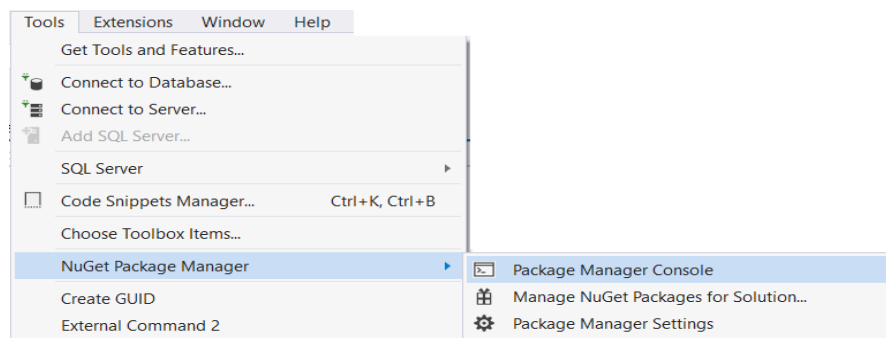 Tools Extensions Window Help
Get Tools and Features...
Connect to Database...
Connect to Server...
Add SQL Server...
SQL Server
Code Snippets Manager... Ctrl+K, Ctrl+B
Choose Toolbox Items...
NuGet Package Manager
Package Manager Console
Manage NuGet Packages for Solution...
Package Manager Settings
Create GUID
External Command 2